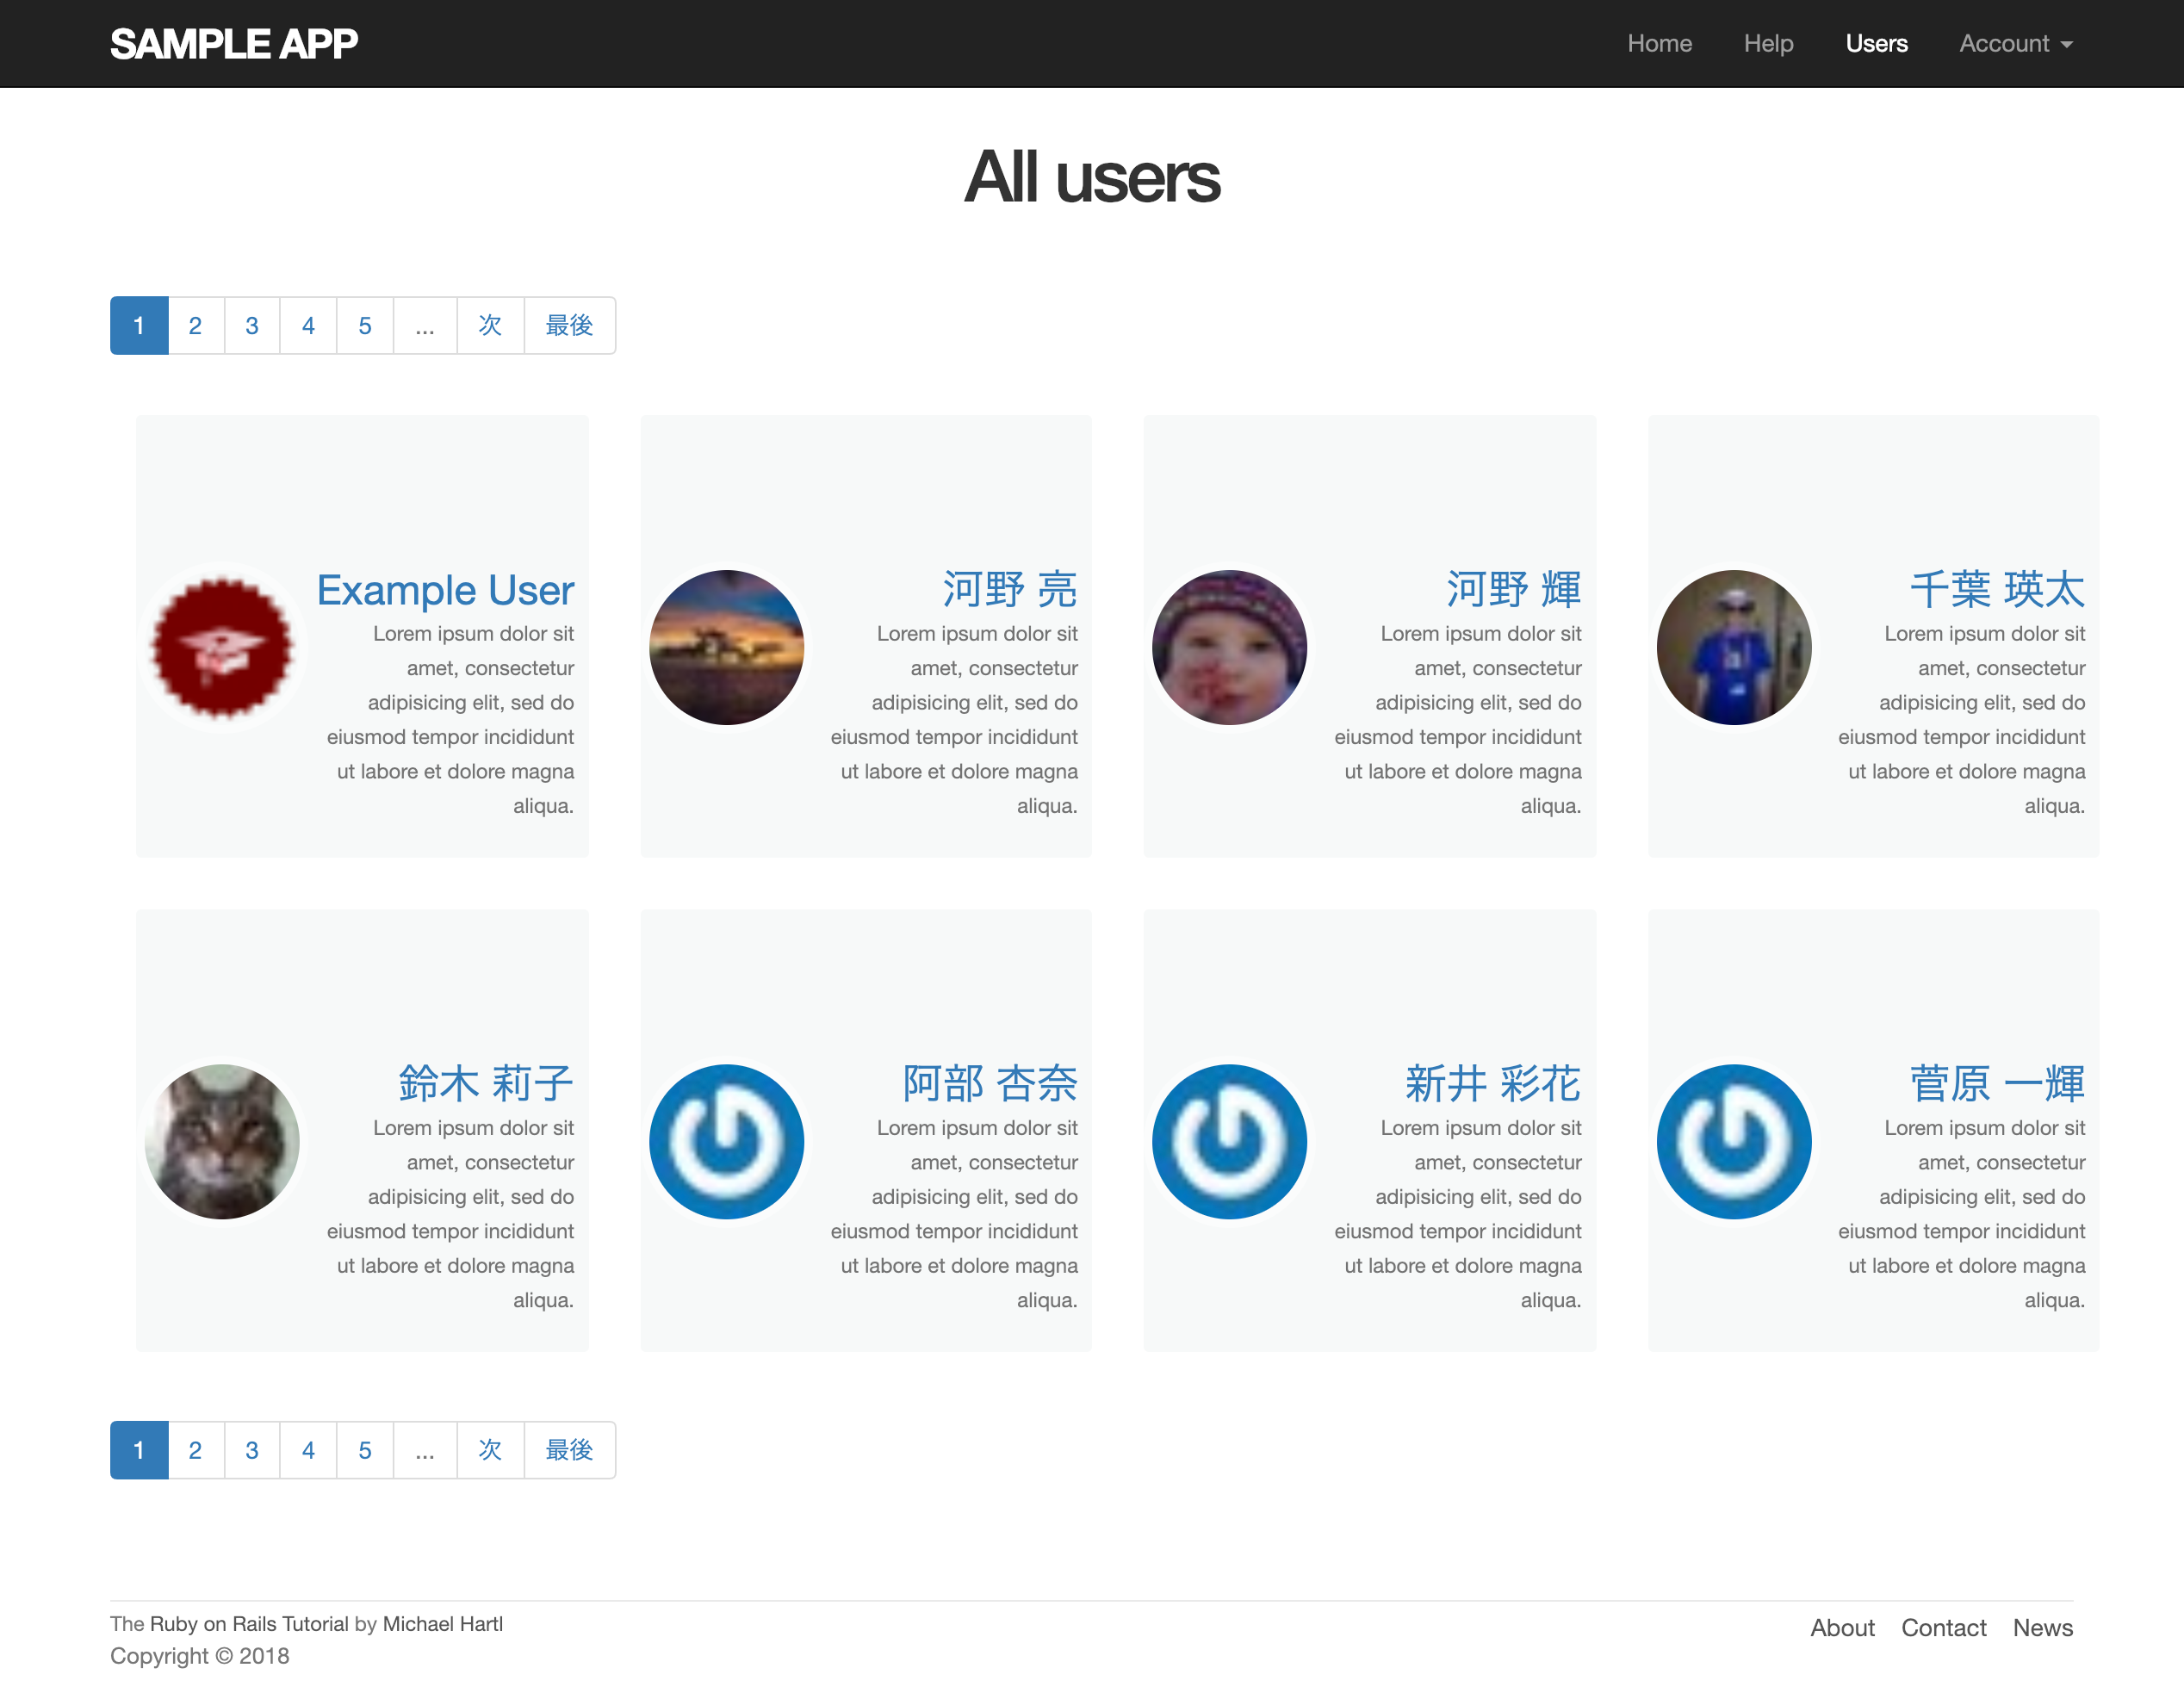 SAMPLE APP
Home Help Users Account
All users
1 2 3 4 5 ... 次 最後
Example User
Lorem ipsum dolor sit
amet, consectetur
adipisicing elit, sed do
eiusmod tempor incididunt
ut labore et dolore magna
aliqua.
河野 亮
Lorem ipsum dolor sit
amet, consectetur
adipisicing elit, sed do
eiusmod tempor incididunt
ut labore et dolore magna
aliqua.
河野 輝
Lorem ipsum dolor sit
amet, consectetur
adipisicing elit, sed do
eiusmod tempor incididunt
ut labore et dolore magna
aliqua.
千葉 瑛太
Lorem ipsum dolor sit
amet, consectetur
adipisicing elit, sed do
eiusmod tempor incididunt
ut labore et dolore magna
aliqua.
鈴木 莉子
Lorem ipsum dolor sit
amet, consectetur
adipisicing elit, sed do
eiusmod tempor incididunt
ut labore et dolore magna
aliqua.
阿部 杏奈
Lorem ipsum dolor sit
amet, consectetur
adipisicing elit, sed do
eiusmod tempor incididunt
ut labore et dolore magna
aliqua.
新井 彩花
Lorem ipsum dolor sit
amet, consectetur
adipisicing elit, sed do
eiusmod tempor incididunt
ut labore et dolore magna
aliqua.
菅原 一輝
Lorem ipsum dolor sit
amet, consectetur
adipisicing elit, sed do
eiusmod tempor incididunt
ut labore et dolore magna
aliqua.
1 2 3 4 5 ... 次 最後
The Ruby on Rails Tutorial by Michael Hartl
Copyright © 2018
About Contact News